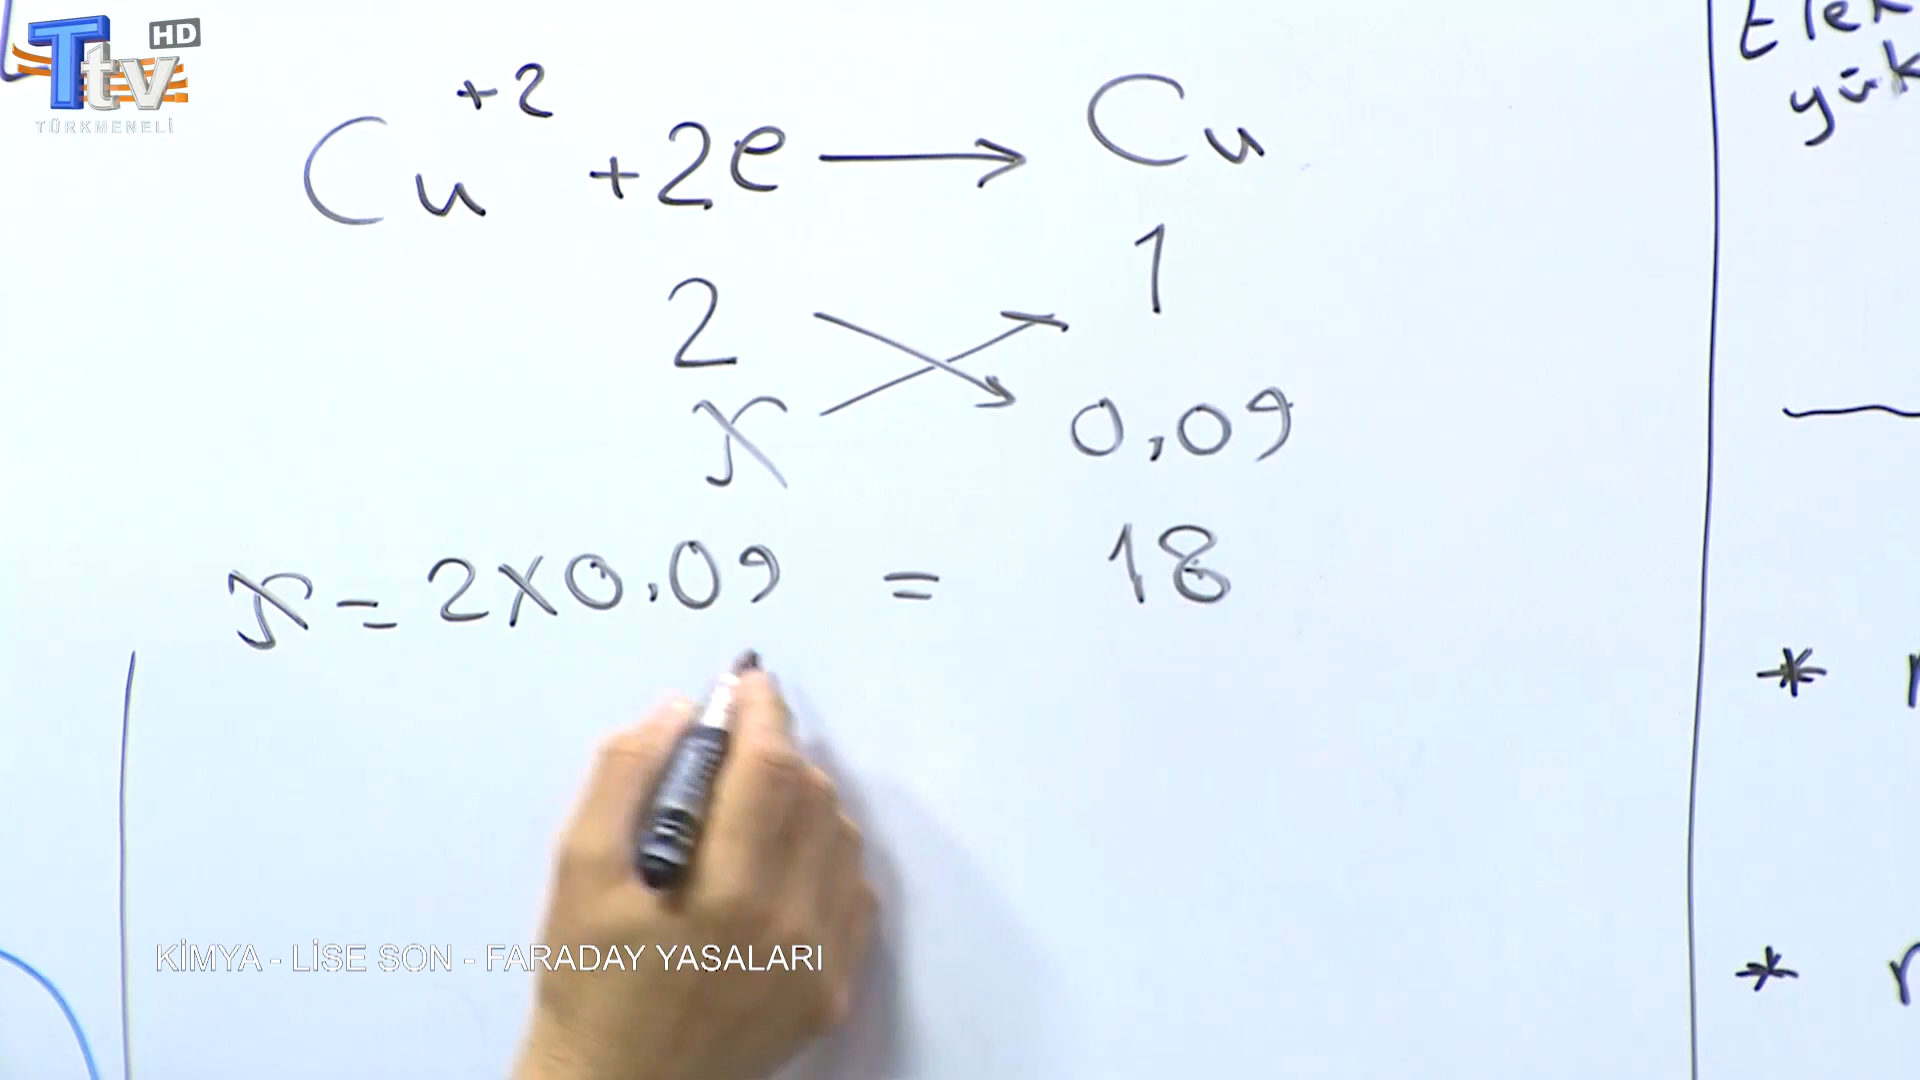 Ttv HD
TÜRKMENELİ
Cu+2 + 2e → Cu
2 1
x 0,09
x = 2x0,09 = 18
yük
*
*
KİMYA - LİSE SON - FARADAY YASALARI